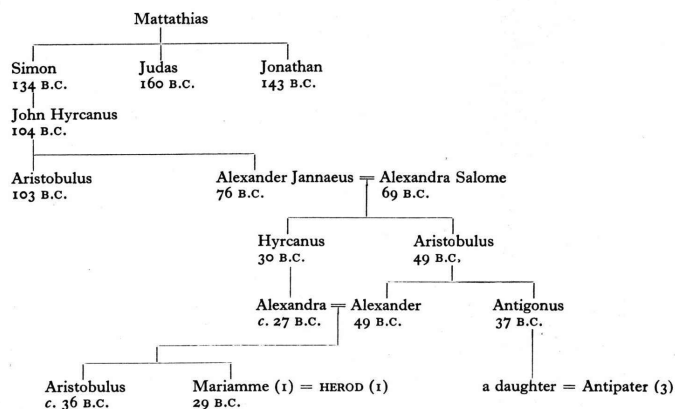 Mattathias
Simon Judas Jonathan
134 B.C. 160 B.C. 143 B.C.
John Hyrcanus
104 B.C.
Aristobulus Alexander Jannaeus = Alexandra Salome
103 B.C. 76 B.C. 69 B.C.
Hyrcanus Aristobulus
30 B.C. 49 B.C.
Alexandra = Alexander Antigonus
c. 27 B.C. 49 B.C. 37 B.C.
Aristobulus Mariamme (1) = HEROD (1) a daughter = Antipater (3)
c. 36 B.C. 29 B.C.